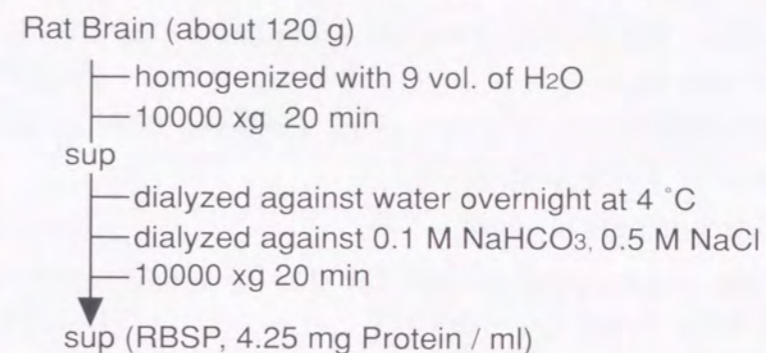 Rat Brain (about 120 g)
homogenized with 9 vol. of H2O
10000 xg 20 min
sup
dialyzed against water overnight at 4 °C
dialyzed against 0.1 M NaHCO3, 0.5 M NaCl
10000 xg 20 min
sup (RBSP, 4.25 mg Protein / ml)